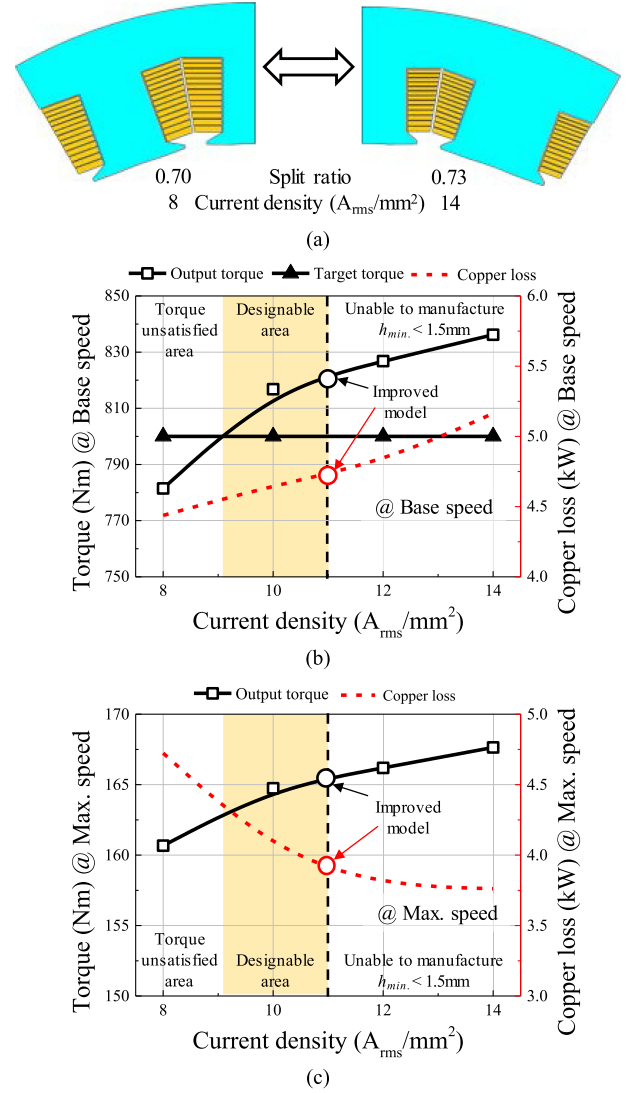 0.70 Split ratio 0.73
8 Current density (Arms/mm²) 14
(a)
Output torque Target torque Copper loss
850 6.0
Torque Designable Unable to manufacture
unsatisfied area hmin.< 1.5mm
area
830 5.5
Improved
model
810
800 5.0
790
4.75
4.5
770
@ Base speed
4.25
750 4.0
8 10 12 14
Torque (Nm) @ Base speed
Copper loss (kW) @ Base speed
Current density (Arms/mm²)
(b)
Output torque Copper loss
170 5.0
165 4.5
Improved
model
160 4.0
@ Max. speed
155 3.5
Torque Designable Unable to manufacture
unsatisfied area hmin.< 1.5mm
area
150 3.0
8 10 12 14
Torque (Nm) @ Max. speed
Copper loss (kW) @ Max. speed
Current density (Arms/mm²)
(c)